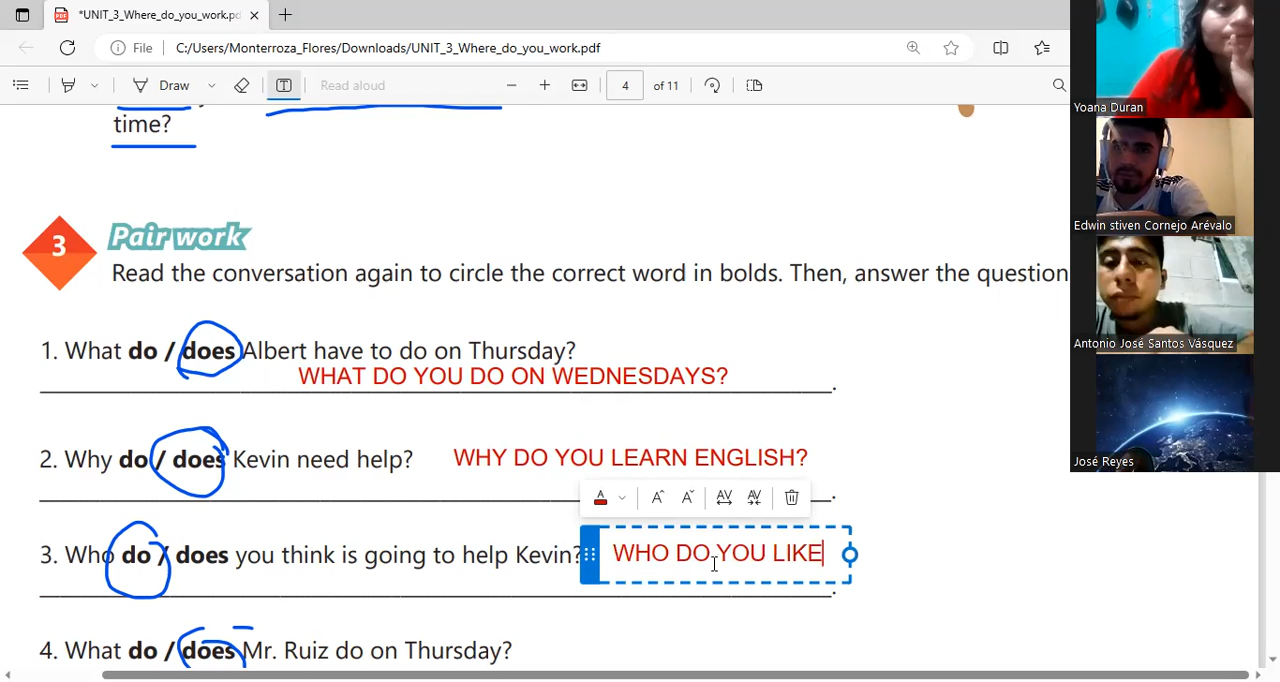 *UNIT_3_Where_do_you_work.pd
File
C:/Users/Monterroza_Flores/Downloads/UNIT_3_Where_do_you_work.pdf
Draw
Read aloud
4
of 11
time?
3
Pair work
Read the conversation again to circle the correct word in bolds. Then, answer the question
1. What do / does Albert have to do on Thursday?
WHAT DO YOU DO ON WEDNESDAYS?
2. Why do / does Kevin need help?
WHY DO YOU LEARN ENGLISH?
3. Who do / does you think is going to help Kevin?
WHO DO YOU LIKE
4. What do / does Mr. Ruiz do on Thursday?
Yoana Duran
Edwin stiven Cornejo Arévalo
Antonio José Santos Vásquez
José Reyes